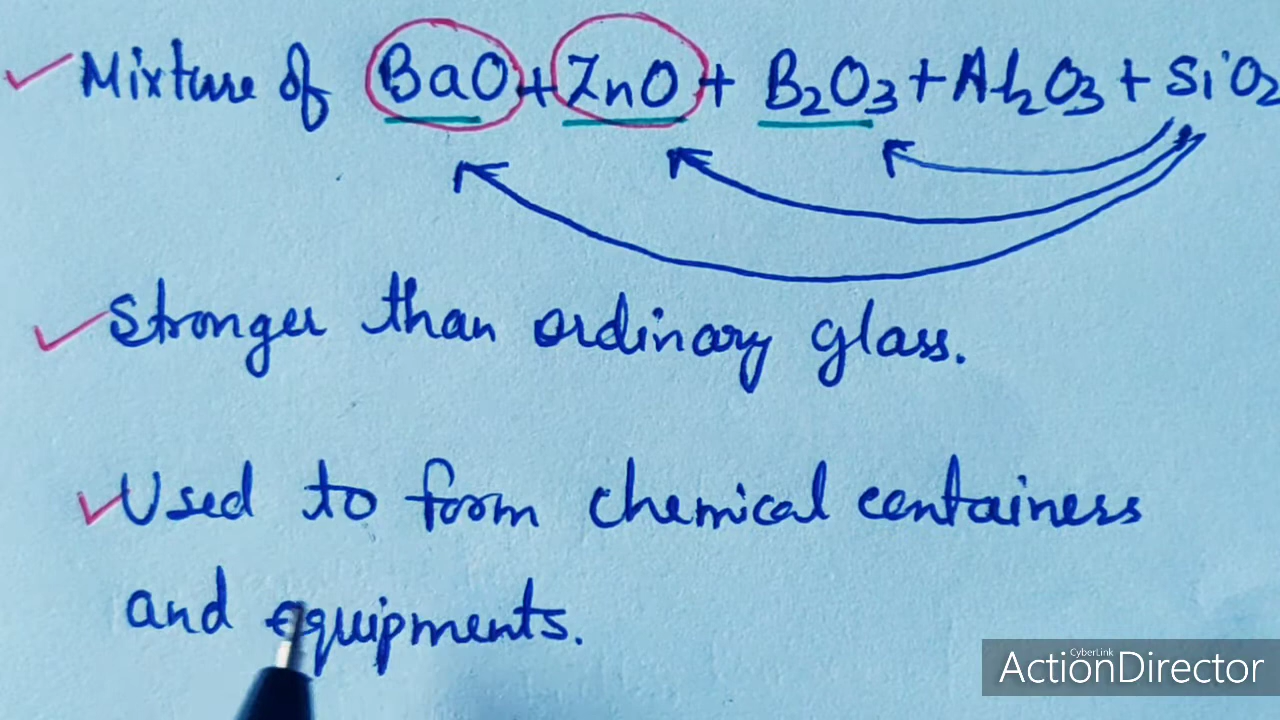 Mixture of BaO + ZnO + B₂O₃ + Al₂O₃ + SiO₂
Stronger than ordinary glass.
Used to form chemical containers
and equipments.
CyberLink
ActionDirector